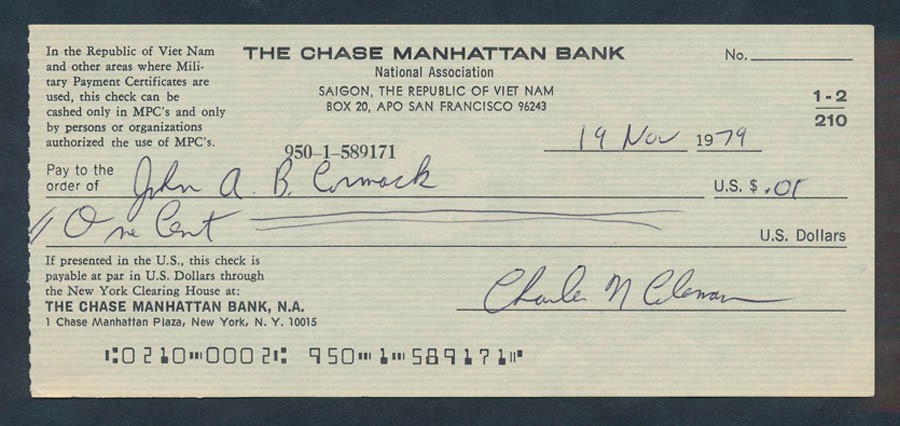 In the Republic of Viet Nam
and other areas where Mili-
tary Payment Certificates are
used, this check can be
cashed only in MPC's and only
by persons or organizations
authorized the use of MPC's.
THE CHASE MANHATTAN BANK
National Association
SAIGON, THE REPUBLIC OF VIET NAM
BOX 20, APO SAN FRANCISCO 96243
No.
1-2
210
19 Nov 1979
950-1-589171
Pay to the
order of John A. B. Cormack U.S. $ .01
One Cent U.S. Dollars
If presented in the U.S., this check is
payable at par in U.S. Dollars through
the New York Clearing House at:
THE CHASE MANHATTAN BANK, N.A.
1 Chase Manhattan Plaza, New York, N. Y. 10015
Charles N Coleman
⑆0210⑉0002⑆ 950⑉1⑉589171⑈